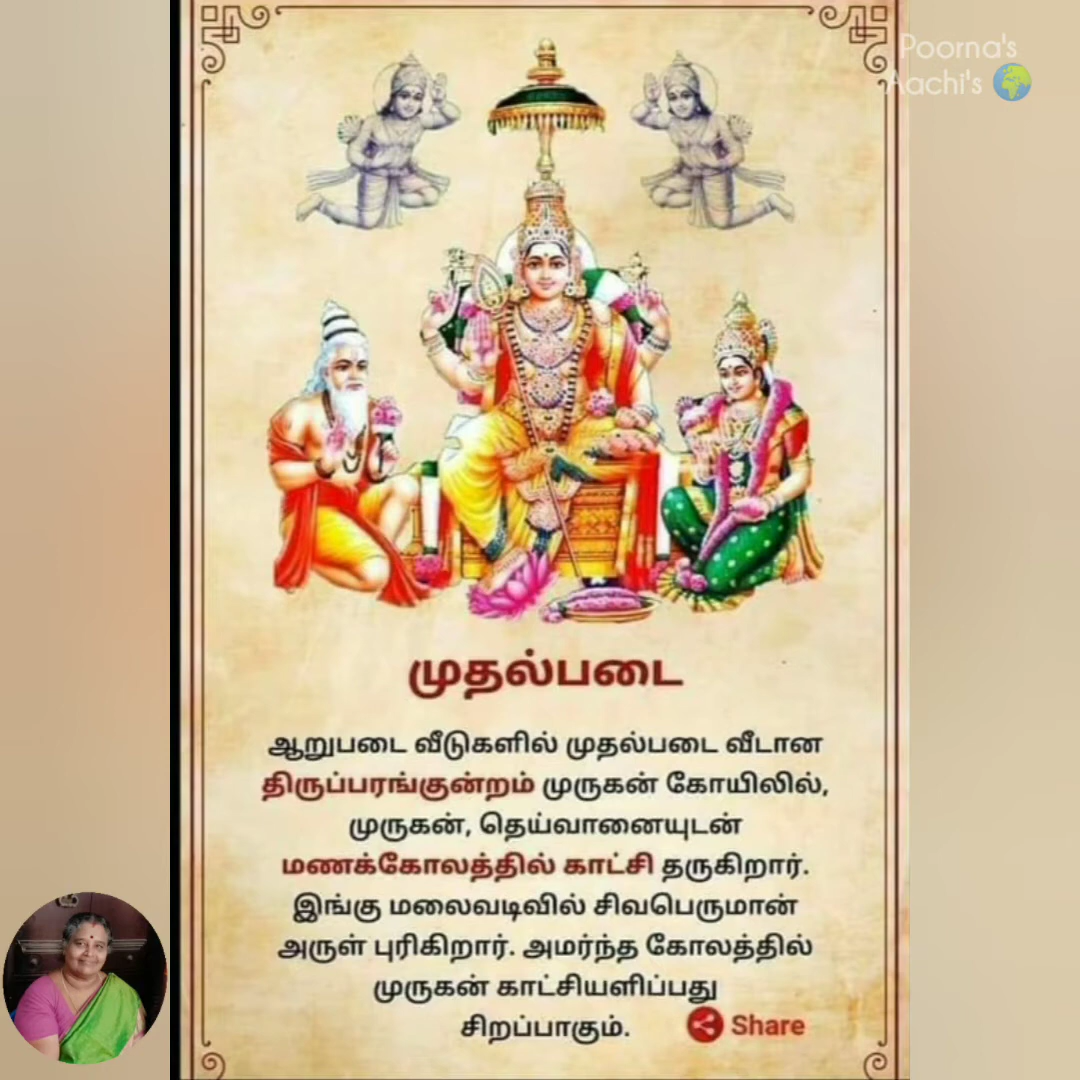 Poorna's
Aachi's
முதல்படை
ஆறுபடை வீடுகளில் முதல்படை வீடான
திருப்பரங்குன்றம் முருகன் கோயிலில்,
முருகன், தெய்வானையுடன்
மணக்கோலத்தில் காட்சி தருகிறார்.
இங்கு மலைவடிவில் சிவபெருமான்
அருள் புரிகிறார். அமர்ந்த கோலத்தில்
முருகன் காட்சியளிப்பது
சிறப்பாகும்.
Share